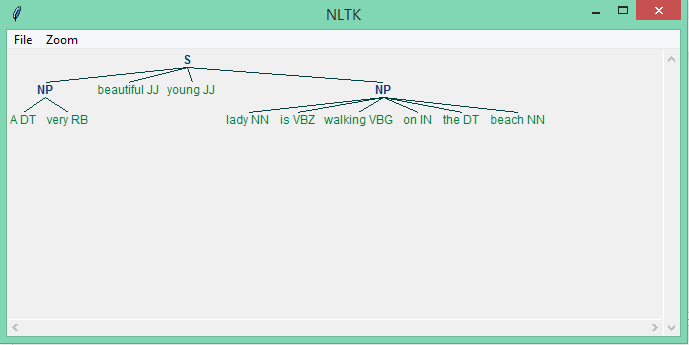 NLTK
File Zoom
S
NP beautiful JJ young JJ NP
A DT very RB lady NN is VBZ walking VBG on IN the DT beach NN